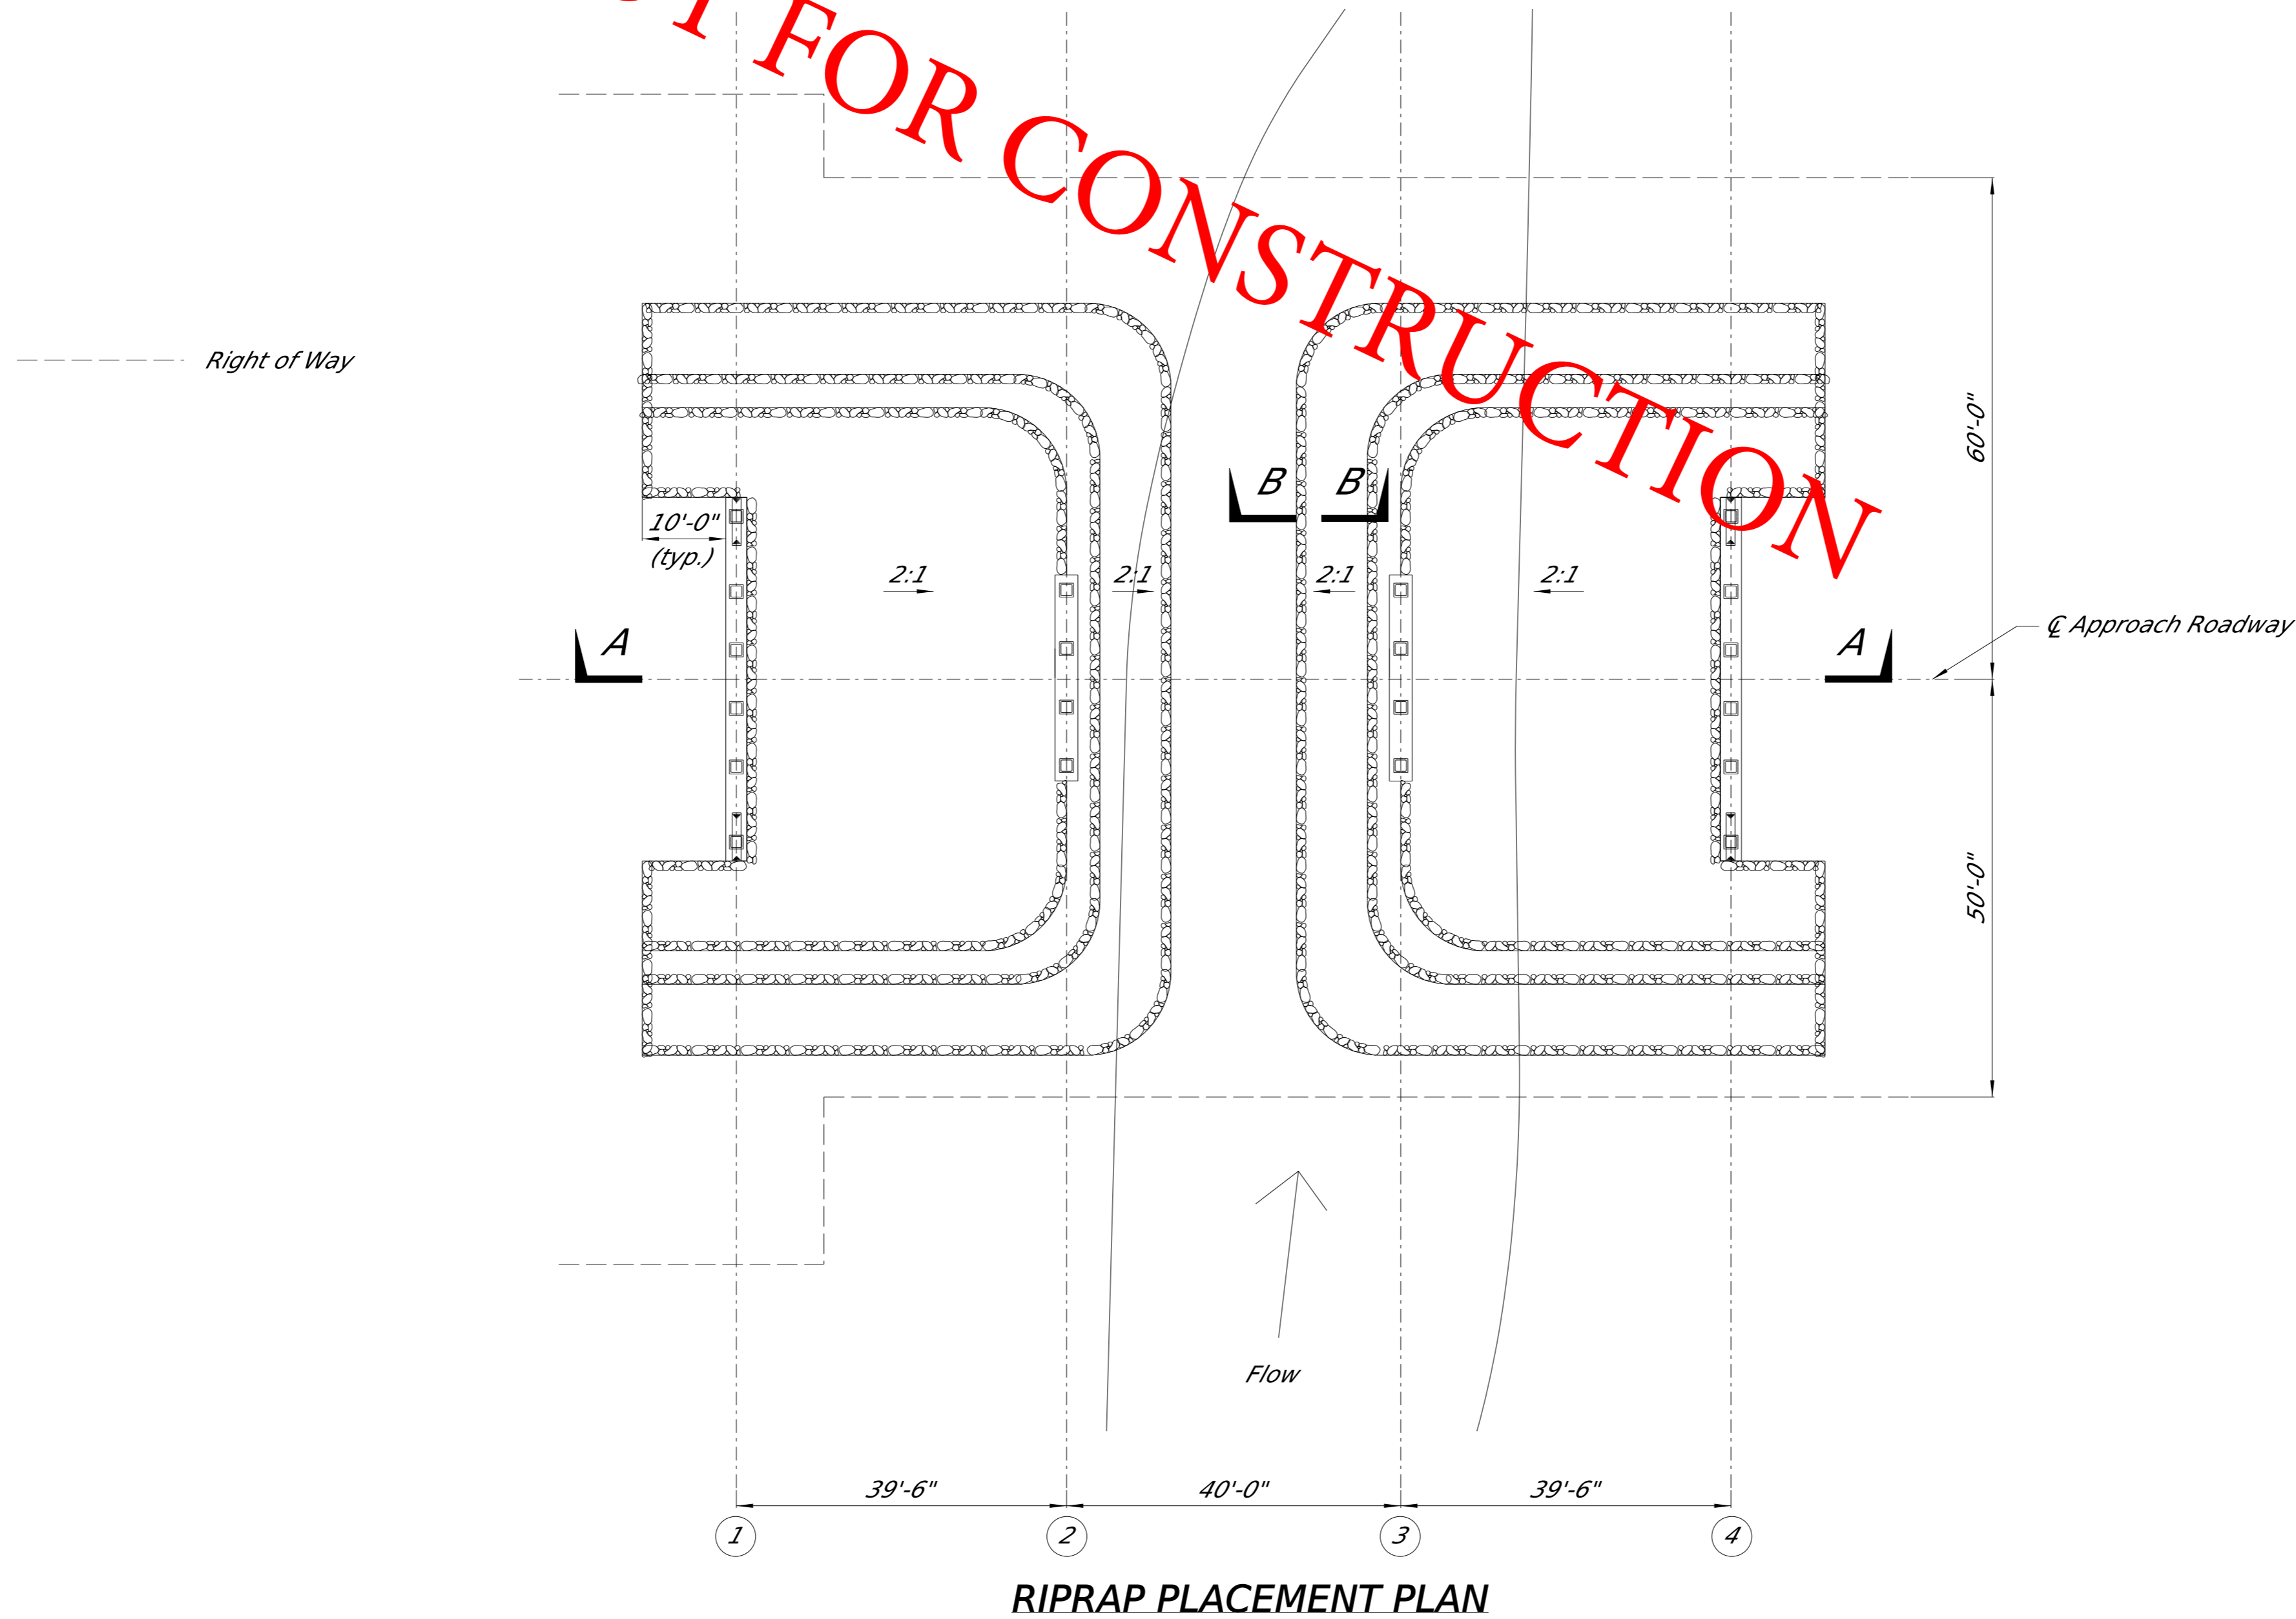 T FOR CONSTRUCTION
Right of Way
60'-0"
B B
10'-0"
(typ.)
2:1 2:1 2:1 2:1
A A
℄ Approach Roadway
50'-0"
Flow
39'-6" 40'-0" 39'-6"
1 2 3 4
RIPRAP PLACEMENT PLAN